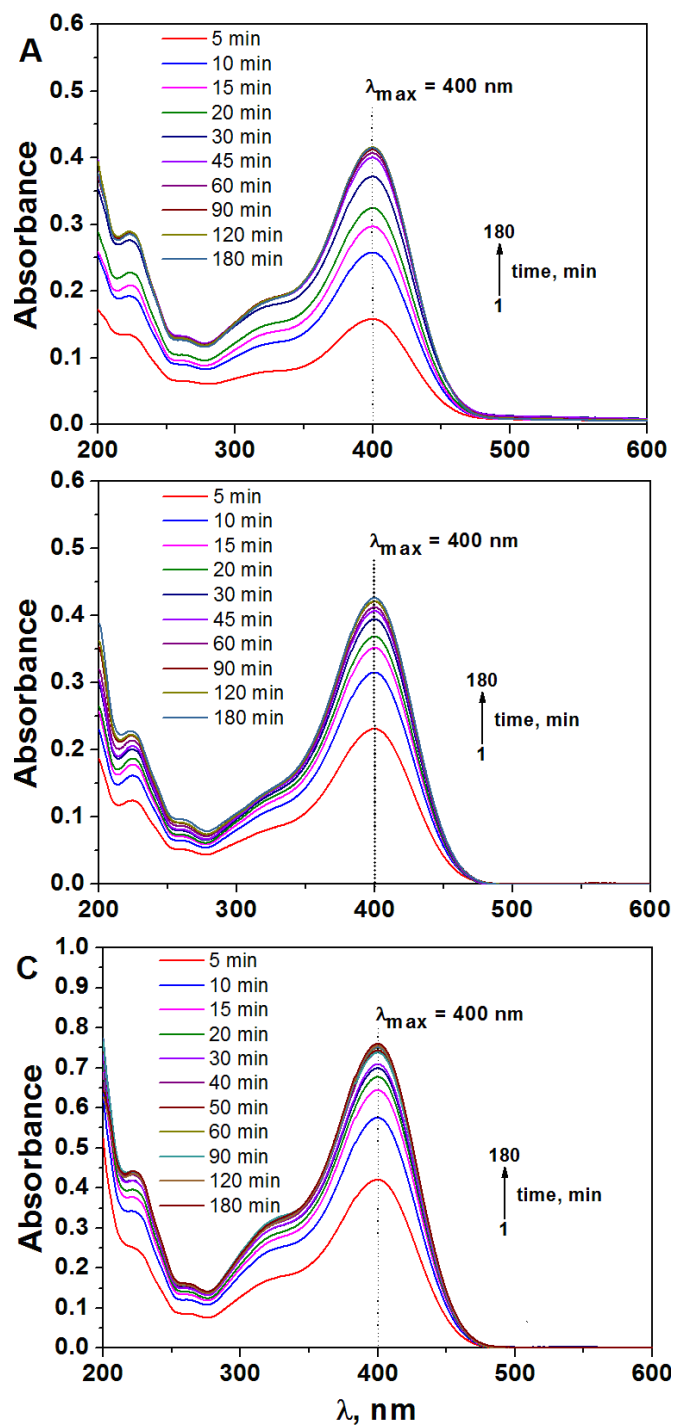 A
Absorbance
0.6
0.5
0.4
0.3
0.2
0.1
0.0
5 min
10 min
15 min
20 min
30 min
45 min
60 min
90 min
120 min
180 min
λmax = 400 nm
180
time, min
1
200 300 400 500 600
Absorbance
0.6
0.5
0.4
0.3
0.2
0.1
0.0
5 min
10 min
15 min
20 min
30 min
45 min
60 min
90 min
120 min
180 min
λmax = 400 nm
180
time, min
1
200 300 400 500 600
C
Absorbance
1.0
0.9
0.8
0.7
0.6
0.5
0.4
0.3
0.2
0.1
0.0
5 min
10 min
15 min
20 min
30 min
40 min
50 min
60 min
90 min
120 min
180 min
λmax = 400 nm
180
time, min
1
200 300 400 500 600
λ, nm